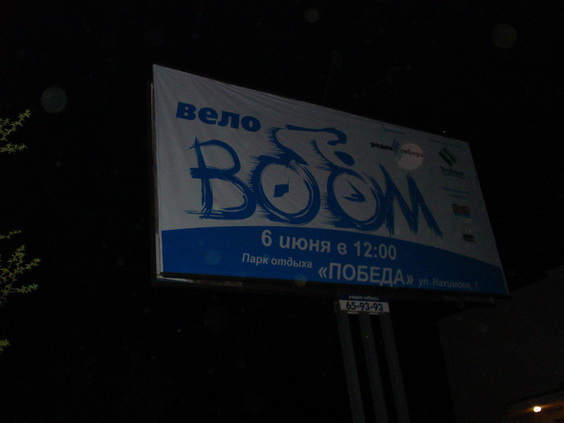 вело
BOOM
6 июня в 12:00
Парк отдыха «ПОБЕДА» ул. Нахимова, 1
65-93-93